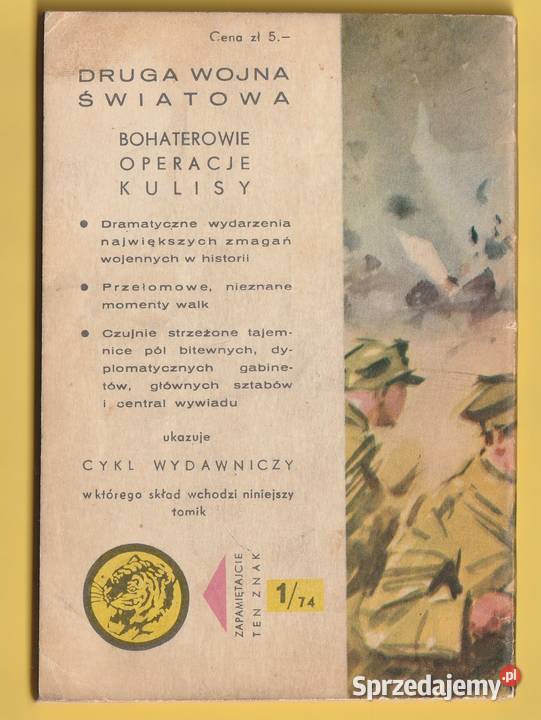 Cena zł 5.–
DRUGA WOJNA
ŚWIATOWA
BOHATEROWIE
OPERACJE
KULISY
● Dramatyczne wydarzenia
największych zmagań
wojennych w historii
● Przełomowe, nieznane
momenty walk
● Czujnie strzeżone tajem-
nice pól bitewnych, dy-
plomatycznych gabine-
tów, głównych sztabów
i central wywiadu
ukazuje
CYKL WYDAWNICZY
w którego skład wchodzi niniejszy
tomik
ZAPAMIĘTAJCIE
TEN ZNAK
1/74
Sprzedajemy.pl